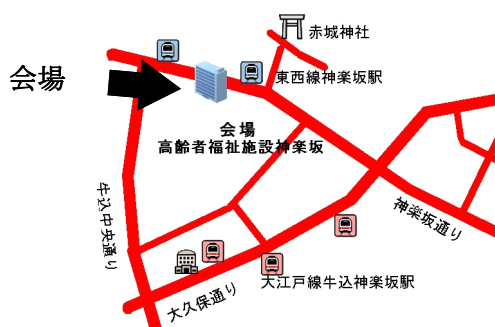 赤城神社
会場
東西線神楽坂駅
会場
高齢者福祉施設神楽坂
牛込中央通り
神楽坂通り
大江戸線牛込神楽坂駅
大久保通り